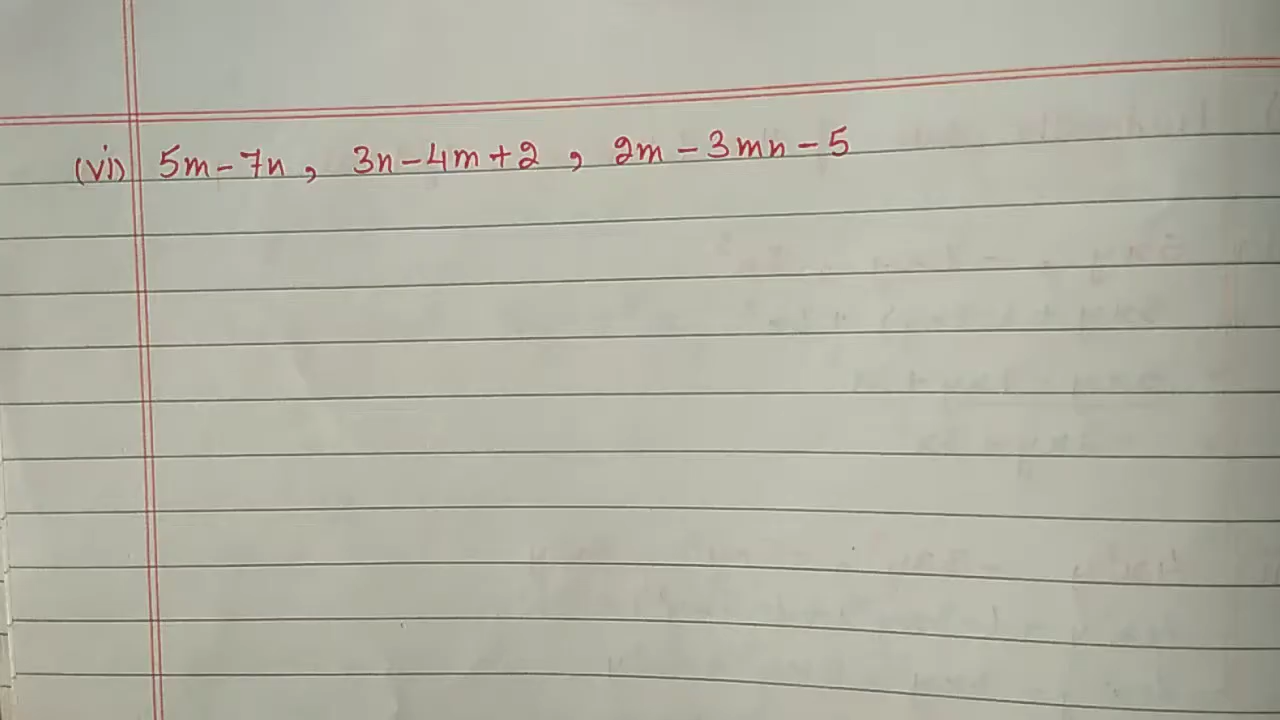 (vi) 5m - 7n , 3n - 4m + 2 , 2m - 3mn - 5